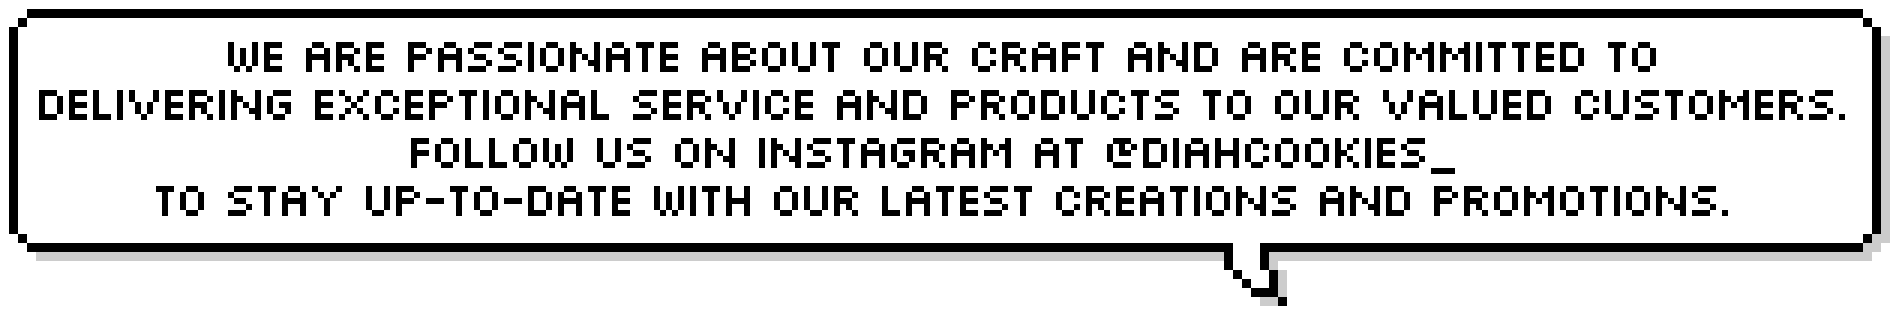 WE ARE PASSIONATE ABOUT OUR CRAFT AND ARE COMMITTED TO
DELIVERING EXCEPTIONAL SERVICE AND PRODUCTS TO OUR VALUED CUSTOMERS.
FOLLOW US ON INSTAGRAM AT @DIAHCOOKIES_
TO STAY UP-TO-DATE WITH OUR LATEST CREATIONS AND PROMOTIONS.